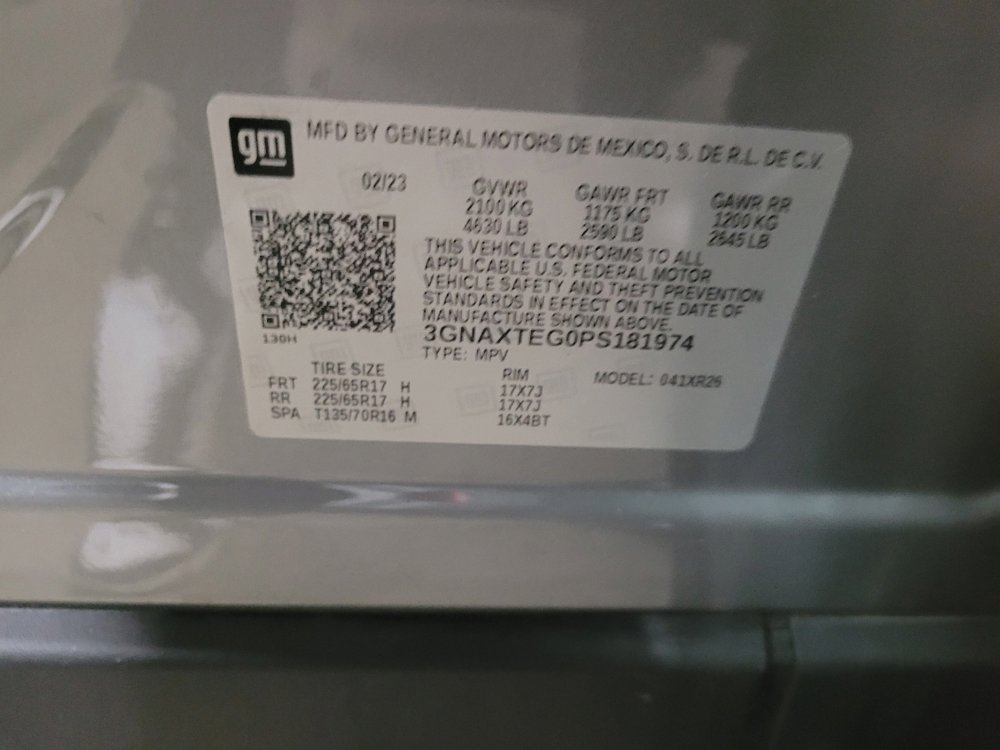 gm
MFD BY GENERAL MOTORS DE MEXICO, S. DE R.L. DE C.V.
02/23 GVWR GAWR FRT GAWR RR
2100 KG 1175 KG 1200 KG
4630 LB 2590 LB 2645 LB
THIS VEHICLE CONFORMS TO ALL
APPLICABLE U.S. FEDERAL MOTOR
VEHICLE SAFETY AND THEFT PREVENTION
STANDARDS IN EFFECT ON THE DATE OF
MANUFACTURE SHOWN ABOVE.
3GNAXTEG0PS181974
130H
TYPE: MPV
TIRE SIZE RIM MODEL: 041XR26
FRT 225/65R17 H 17X7J
RR 225/65R17 H 17X7J
SPA T135/70R16 M 16X4BT